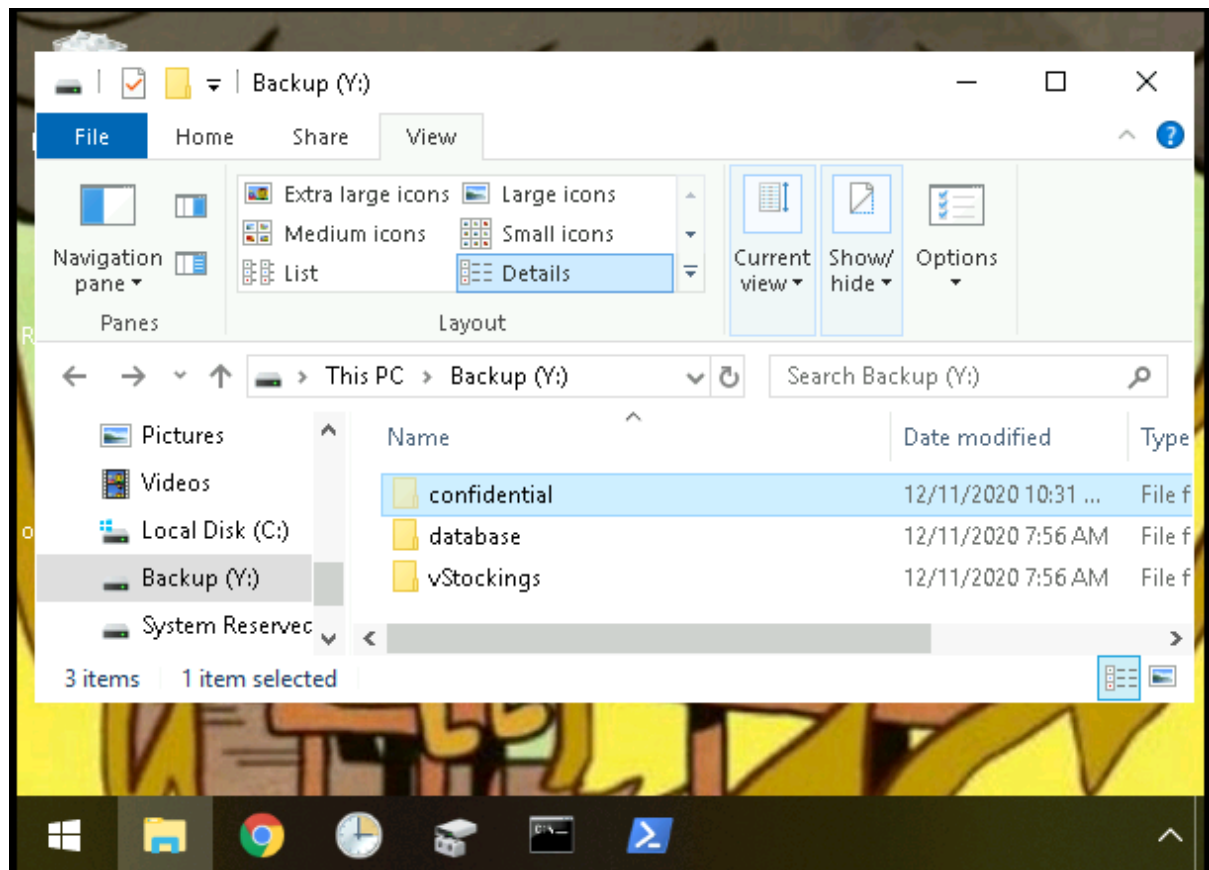 Backup (Y:)
File Home Share View
Extra large icons Large icons
Medium icons Small icons
List Details
Navigation pane
Current view
Show/ hide
Options
Panes Layout
This PC > Backup (Y:)
Search Backup (Y:)
Pictures
Videos
Local Disk (C:)
Backup (Y:)
System Reserved
Name Date modified Type
confidential 12/11/2020 10:31 ... File f
database 12/11/2020 7:56 AM File f
vStockings 12/11/2020 7:56 AM File f
3 items 1 item selected